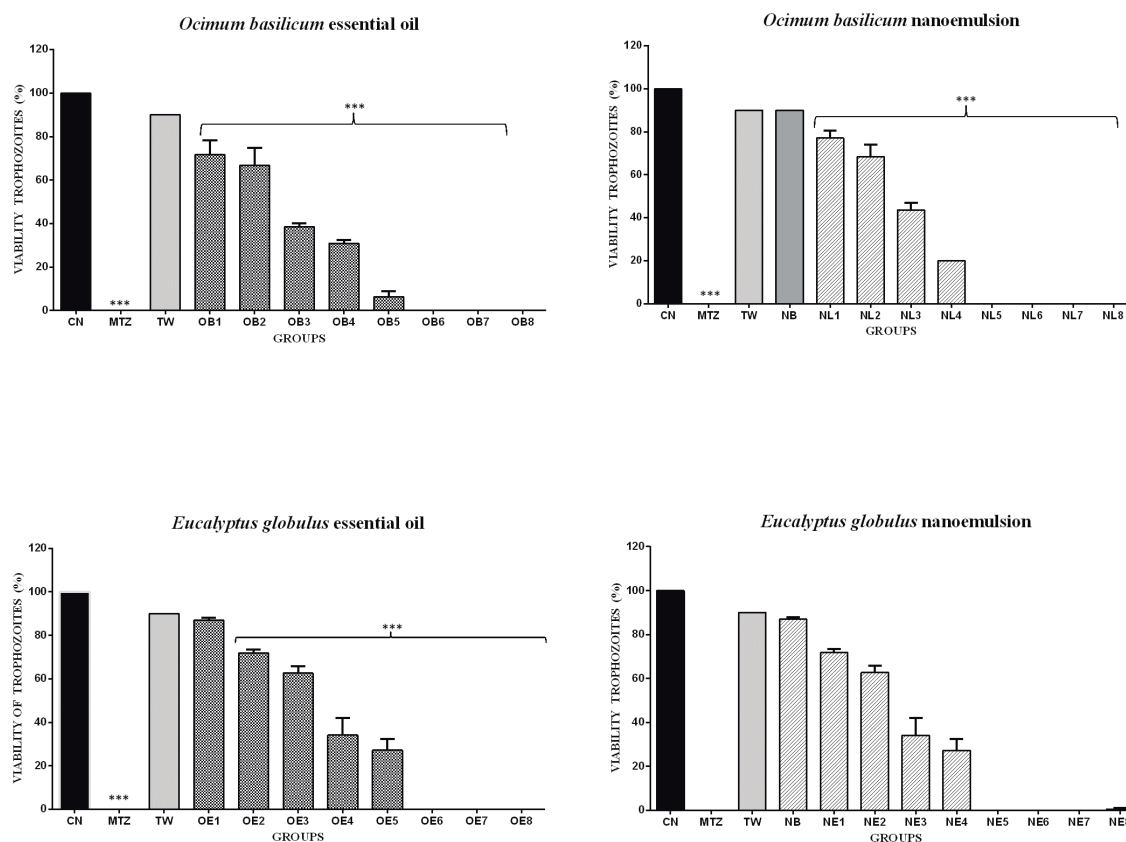 Ocimum basilicum essential oil
120
100
80
60
40
20
0
VIABILITY TROPHOZOITES (%)
***
***
CN MTZ TW OB1 OB2 OB3 OB4 OB5 OB6 OB7 OB8
GROUPS
Ocimum basilicum nanoemulsion
120
100
80
60
40
20
0
VIABILITY TROPHOZOITES (%)
***
***
CN MTZ TW NB NL1 NL2 NL3 NL4 NL5 NL6 NL7 NL8
GROUPS
Eucalyptus globulus essential oil
120
100
80
60
40
20
0
VIABILITY OF TROPHOZOITES (%)
***
***
CN MTZ TW OE1 OE2 OE3 OE4 OE5 OE6 OE7 OE8
GROUPS
Eucalyptus globulus nanoemulsion
120
100
80
60
40
20
0
VIABILITY TROPHOZOITES (%)
CN MTZ TW NB NE1 NE2 NE3 NE4 NE5 NE6 NE7 NE8
GROUPS